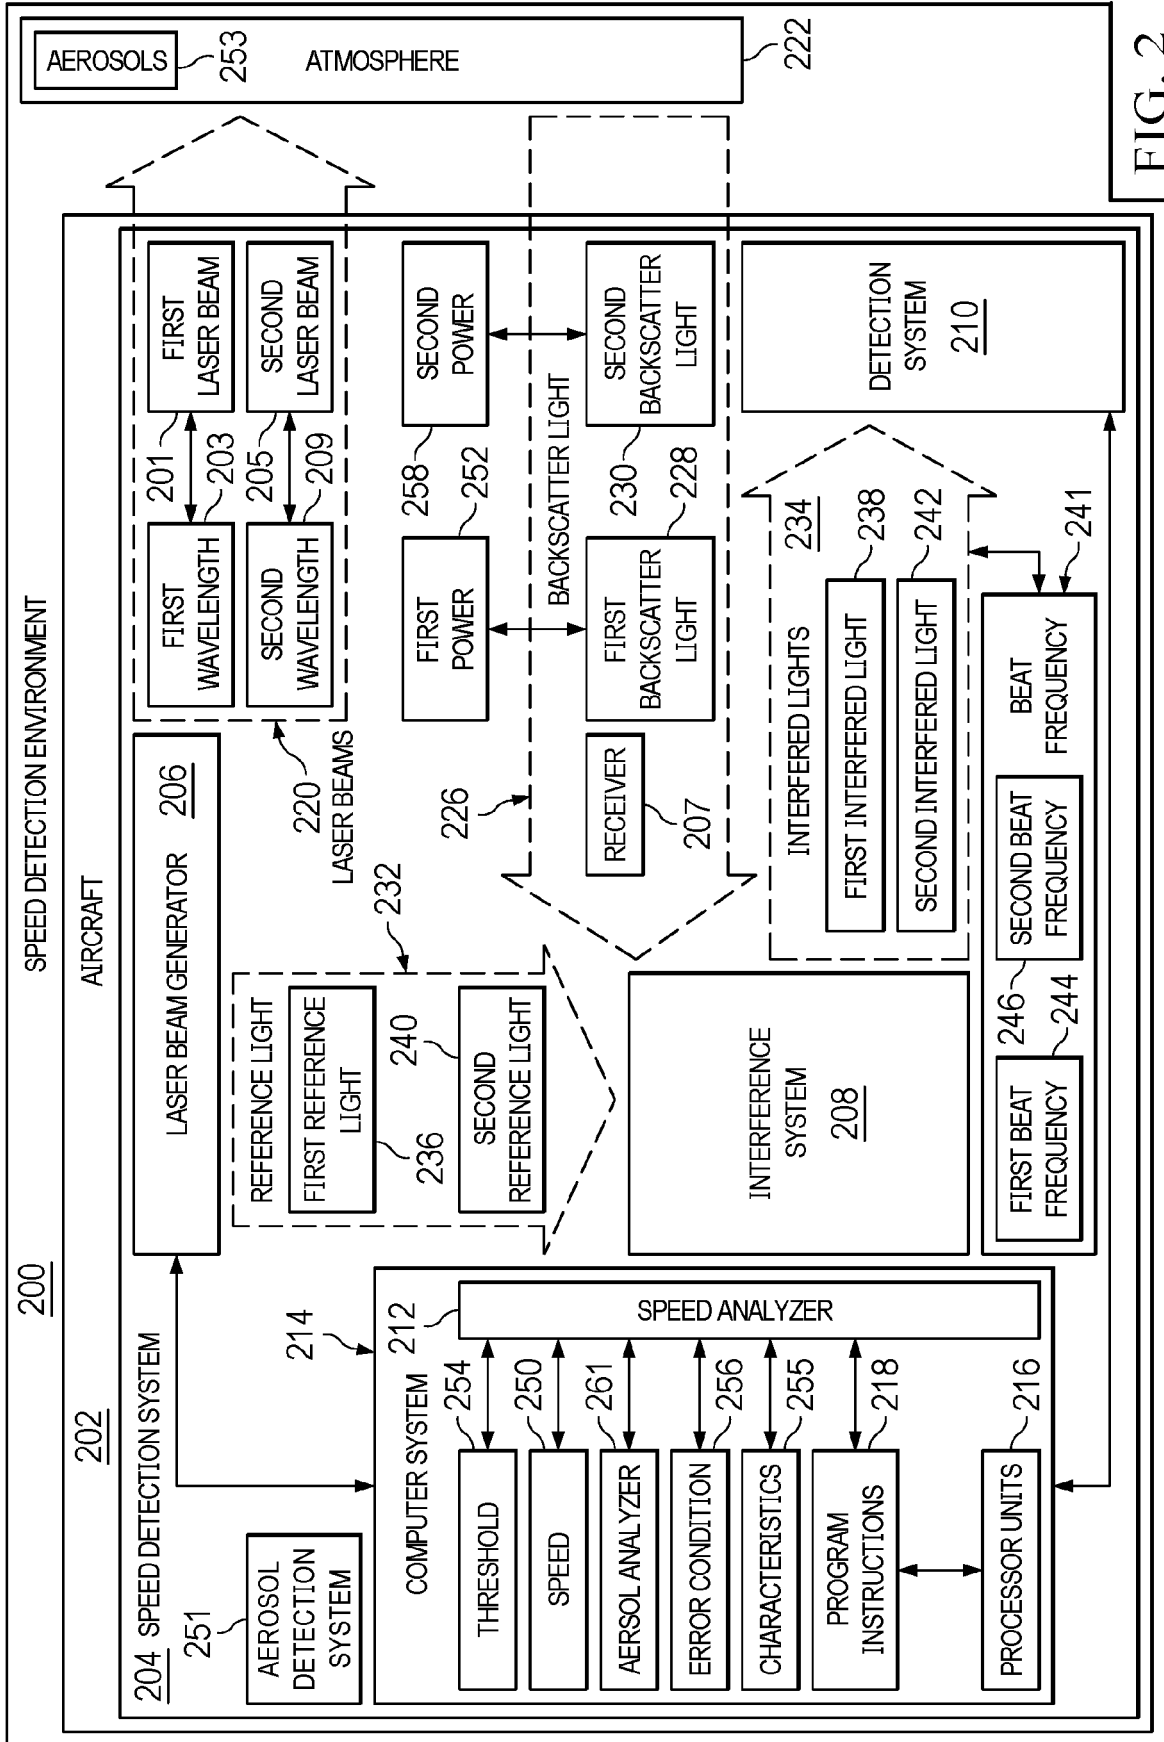 SPEED DETECTION ENVIRONMENT
200
AIRCRAFT
202
204 SPEED DETECTION SYSTEM
251
AEROSOL
DETECTION
SYSTEM
LASER BEAM GENERATOR
206
FIRST
WAVELENGTH
203
201
FIRST
LASER BEAM
SECOND
WAVELENGTH
209
205
SECOND
LASER BEAM
220
LASER BEAMS
AEROSOLS
253
ATMOSPHERE
222
REFERENCE LIGHT
232
FIRST REFERENCE
LIGHT
236
240
SECOND
REFERENCE LIGHT
FIRST
POWER
252
258
SECOND
POWER
226
BACKSCATTER LIGHT
RECEIVER
207
FIRST
BACKSCATTER
LIGHT
228
230
SECOND
BACKSCATTER
LIGHT
COMPUTER SYSTEM
214
THRESHOLD
254
SPEED
250
AERSOL ANALYZER
261
ERROR CONDITION
256
CHARACTERISTICS
255
PROGRAM
INSTRUCTIONS
218
PROCESSOR UNITS
216
212
SPEED ANALYZER
INTERFERENCE
SYSTEM
208
INTERFERED LIGHTS
234
FIRST INTERFERED LIGHT
238
SECOND INTERFERED LIGHT
242
DETECTION
SYSTEM
210
FIRST BEAT
FREQUENCY
244
246
SECOND BEAT
FREQUENCY
BEAT
FREQUENCY
241
FIG. 2